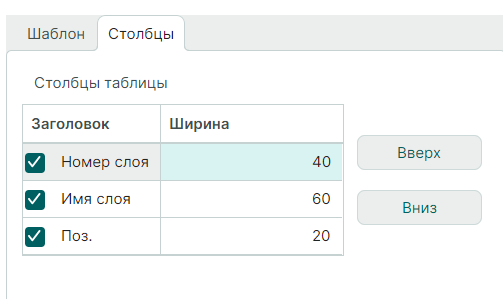 Шаблон Столбцы
Столбцы таблицы
Заголовок Ширина
Номер слоя 40
Вверх
Имя слоя 60
Вниз
Поз. 20